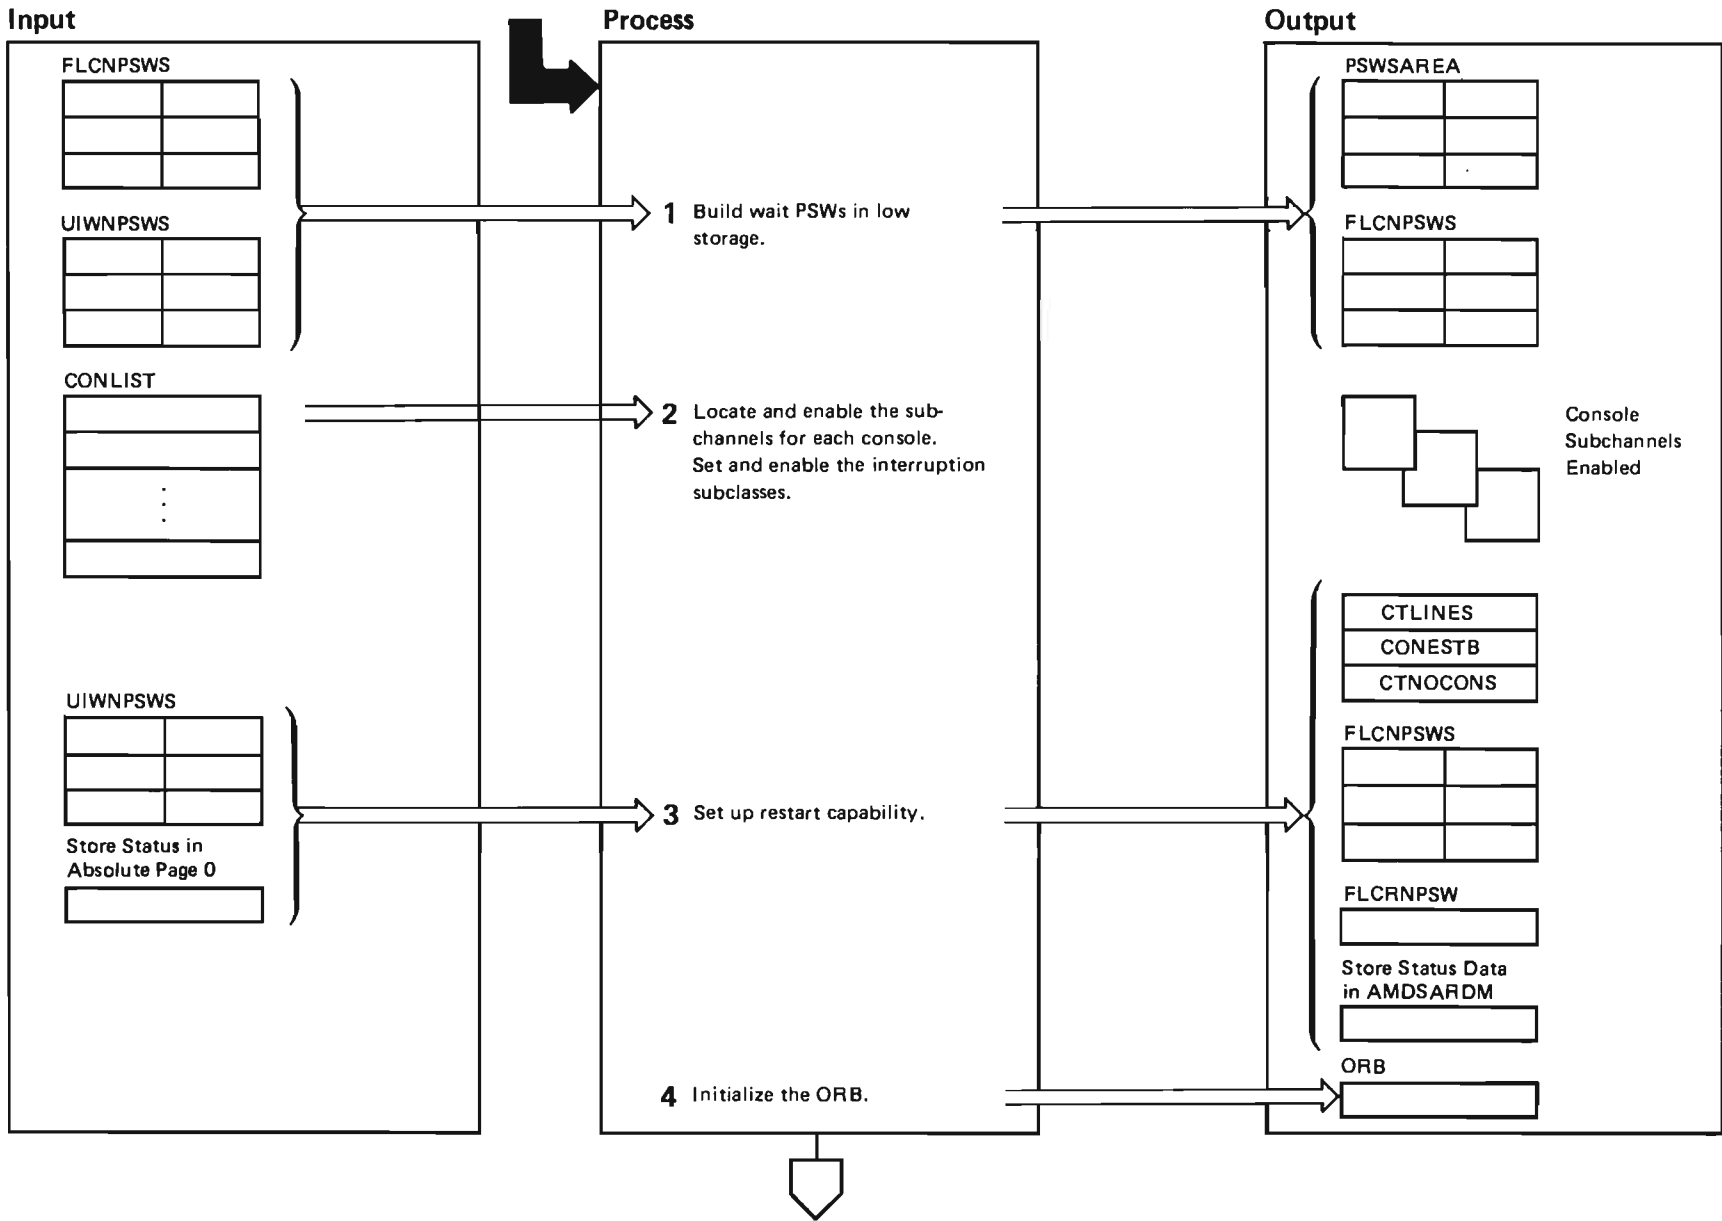 Input
Process
Output
FLCNPSWS
UIWNPSWS
CONLIST
UIWNPSWS
Store Status in
Absolute Page 0
1 Build wait PSWs in low
storage.
2 Locate and enable the sub-
channels for each console.
Set and enable the interruption
subclasses.
3 Set up restart capability.
4 Initialize the ORB.
PSWSAREA
FLCNPSWS
Console
Subchannels
Enabled
CTLINES
CONESTB
CTNOCONS
FLCNPSWS
FLCRNPSW
Store Status Data
in AMDSARDM
ORB